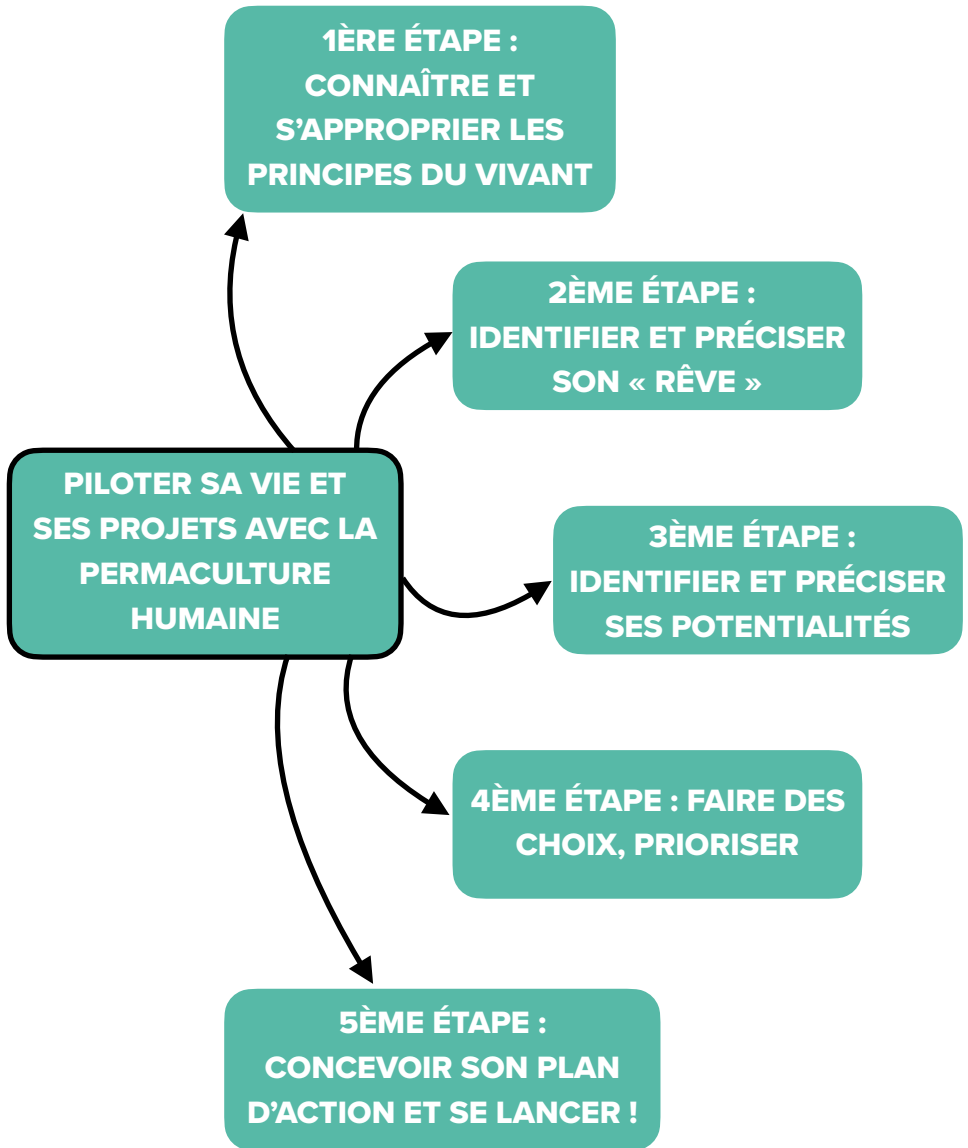 1ÈRE ÉTAPE :
CONNAÎTRE ET
S’APPROPRIER LES
PRINCIPES DU VIVANT
2ÈME ÉTAPE :
IDENTIFIER ET PRÉCISER
SON « RÊVE »
PILOTER SA VIE ET
SES PROJETS AVEC LA
PERMACULTURE
HUMAINE
3ÈME ÉTAPE :
IDENTIFIER ET PRÉCISER
SES POTENTIALITÉS
4ÈME ÉTAPE : FAIRE DES
CHOIX, PRIORISER
5ÈME ÉTAPE :
CONCEVOIR SON PLAN
D’ACTION ET SE LANCER !